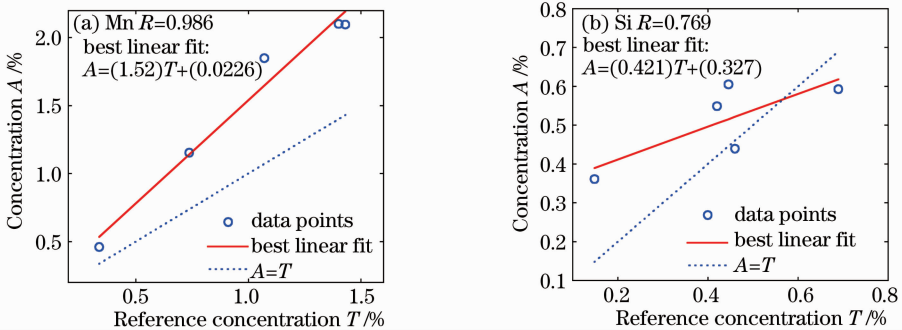 (a) Mn R=0.986
best linear fit:
A=(1.52)T+(0.0226)
2.0
1.5
1.0
0.5
Concentration A /%
data points
best linear fit
A=T
0.5
1.0
1.5
Reference concentration T /%
(b) Si R=0.769
best linear fit:
A=(0.421)T+(0.327)
0.8
0.7
0.6
0.5
0.4
0.3
0.2
0.1
Concentration A /%
data points
best linear fit
A=T
0.2
0.4
0.6
0.8
Reference concentration T /%